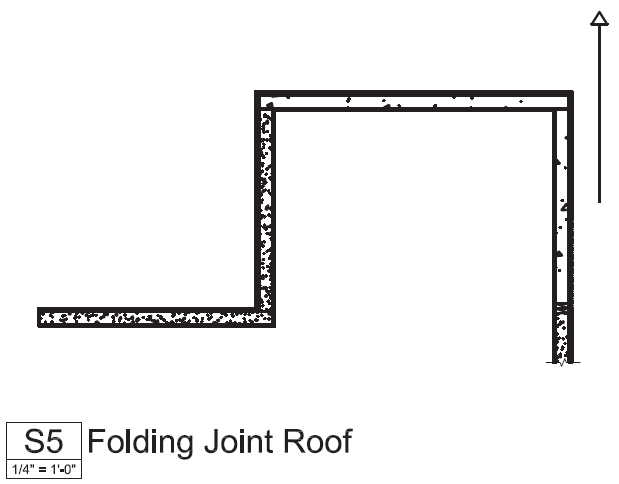 S5 Folding Joint Roof
1/4" = 1'-0"